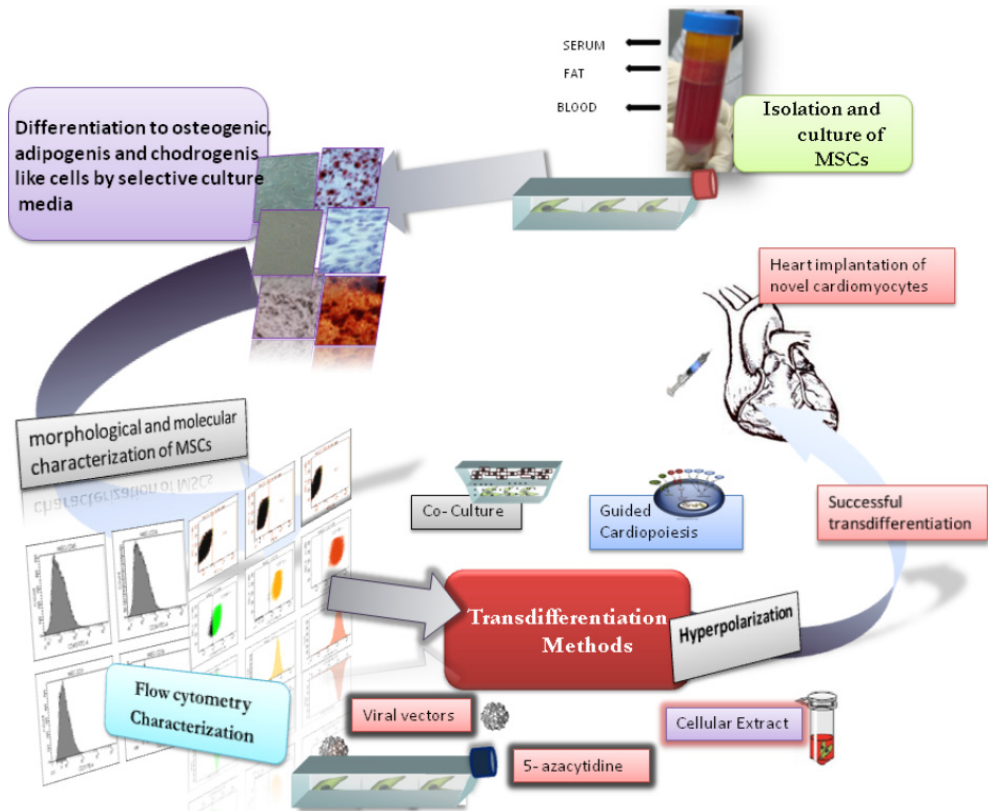 SERUM
FAT
BLOOD
Isolation and
culture of
MSCs
Differentiation to osteogenic,
adipogenis and chodrogenis
like cells by selective culture
media
Heart implantation of
novel cardiomyocytes
morphological and molecular
characterization of MSCs
Co- Culture
Guided
Cardiopoiesis
Successful
transdifferentiation
Transdifferentiation
Methods
Hyperpolarization
Flow cytometry
Characterization
Viral vectors
Cellular Extract
5- azacytidine